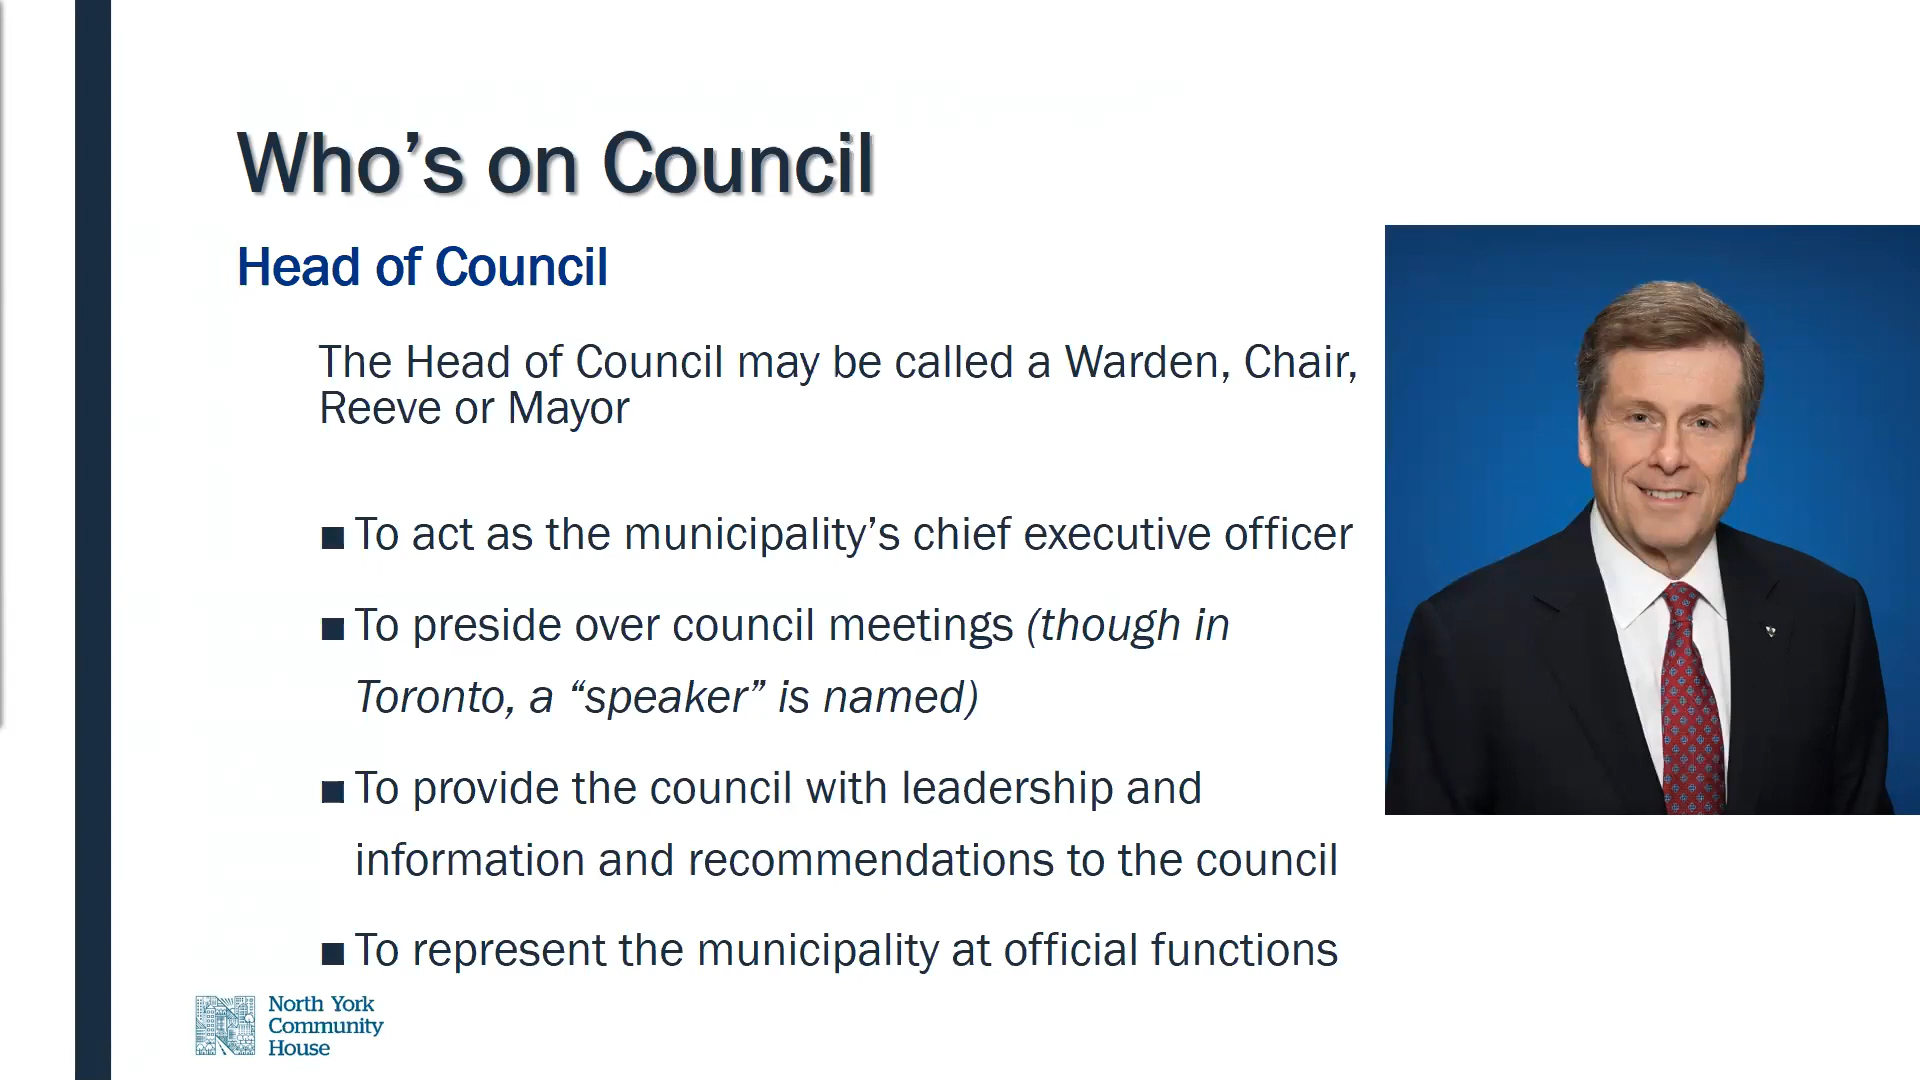 Who’s on Council
Head of Council
The Head of Council may be called a Warden, Chair,
Reeve or Mayor
■ To act as the municipality’s chief executive officer
■ To preside over council meetings (though in
Toronto, a “speaker” is named)
■ To provide the council with leadership and
information and recommendations to the council
■ To represent the municipality at official functions
North York
Community
House